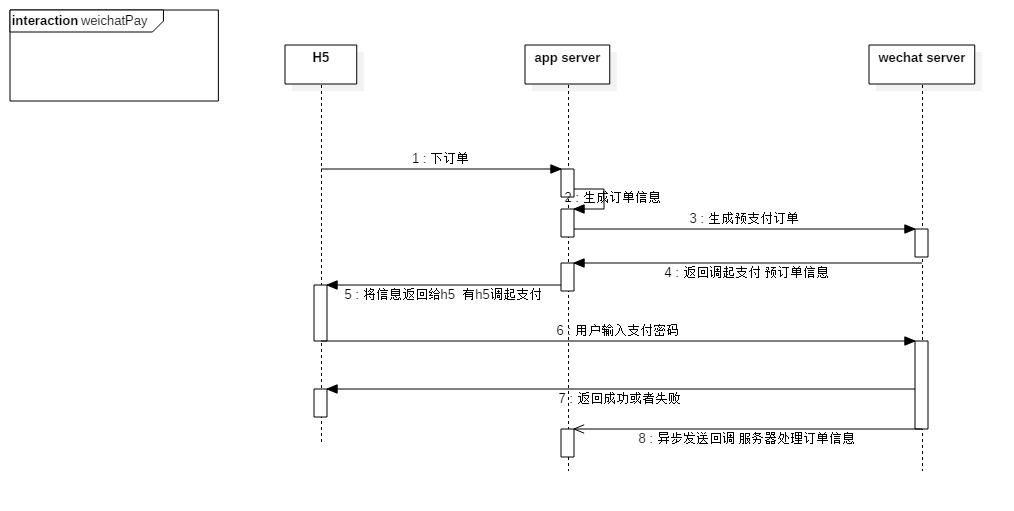 interaction weichatPay
H5
app server
wechat server
1 : 下订单
2 : 生成订单信息
3 : 生成预支付订单
4 : 返回调起支付 预订单信息
5 : 将信息返回给h5  有h5调起支付
6 : 用户输入支付密码
7 : 返回成功或者失败
8 : 异步发送回调 服务器处理订单信息